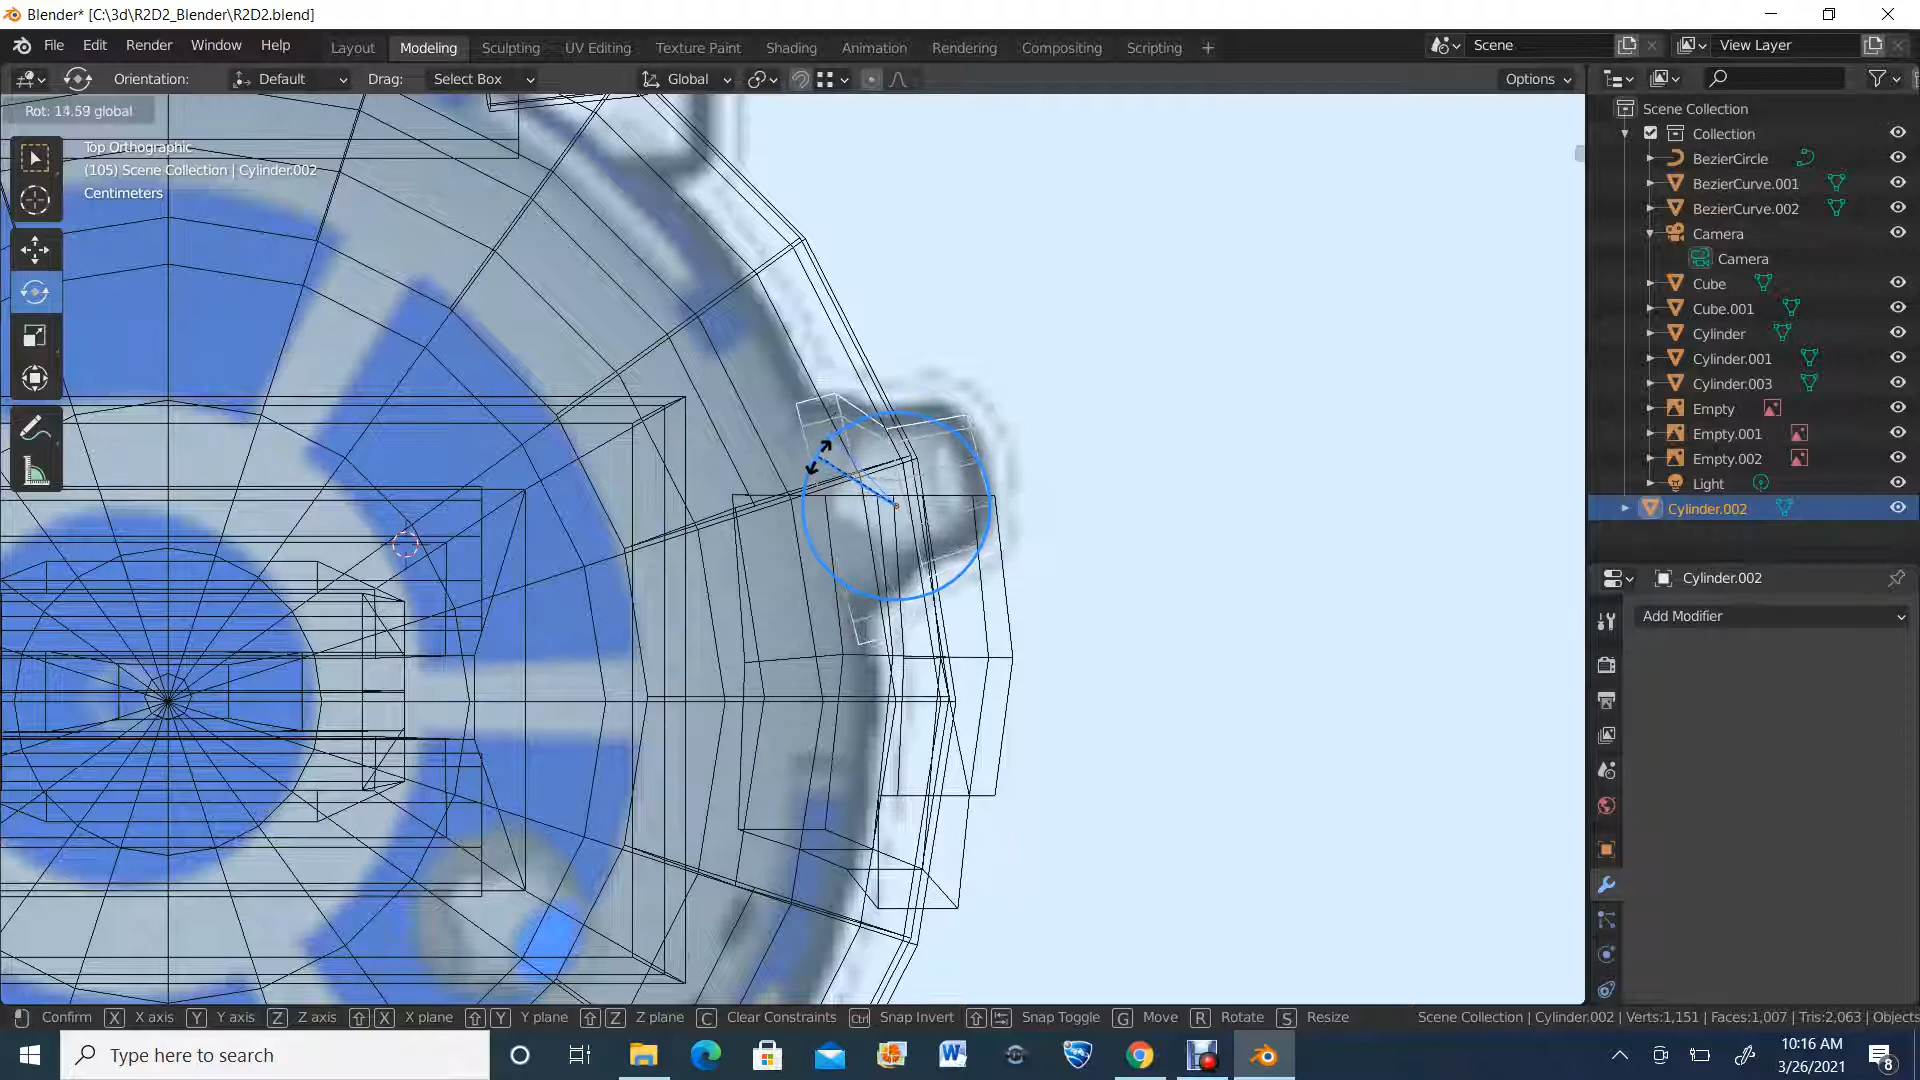 Blender* [C:\3d\R2D2_Blender\R2D2.blend]
File Edit Render Window Help Layout Modeling Sculpting UV Editing Texture Paint Shading Animation Rendering Compositing Scripting + Scene View Layer
Orientation: Default Drag: Select Box Global Options
Rot: 14.59 global
Top Orthographic
(105) Scene Collection | Cylinder.002
Centimeters
Scene Collection
Collection
BezierCircle
BezierCurve.001
BezierCurve.002
Camera
Camera
Cube
Cube.001
Cylinder
Cylinder.001
Cylinder.003
Empty
Empty.001
Empty.002
Light
Cylinder.002
Cylinder.002
Add Modifier
Confirm X X axis Y Y axis Z Z axis X X plane Y Y plane Z Z plane C Clear Constraints Ctrl Snap Invert Snap Toggle G Move R Rotate S Resize Scene Collection | Cylinder.002 | Verts:1,151 | Faces:1,007 | Tris:2,063 | Objects
Type here to search
10:16 AM
3/26/2021
8